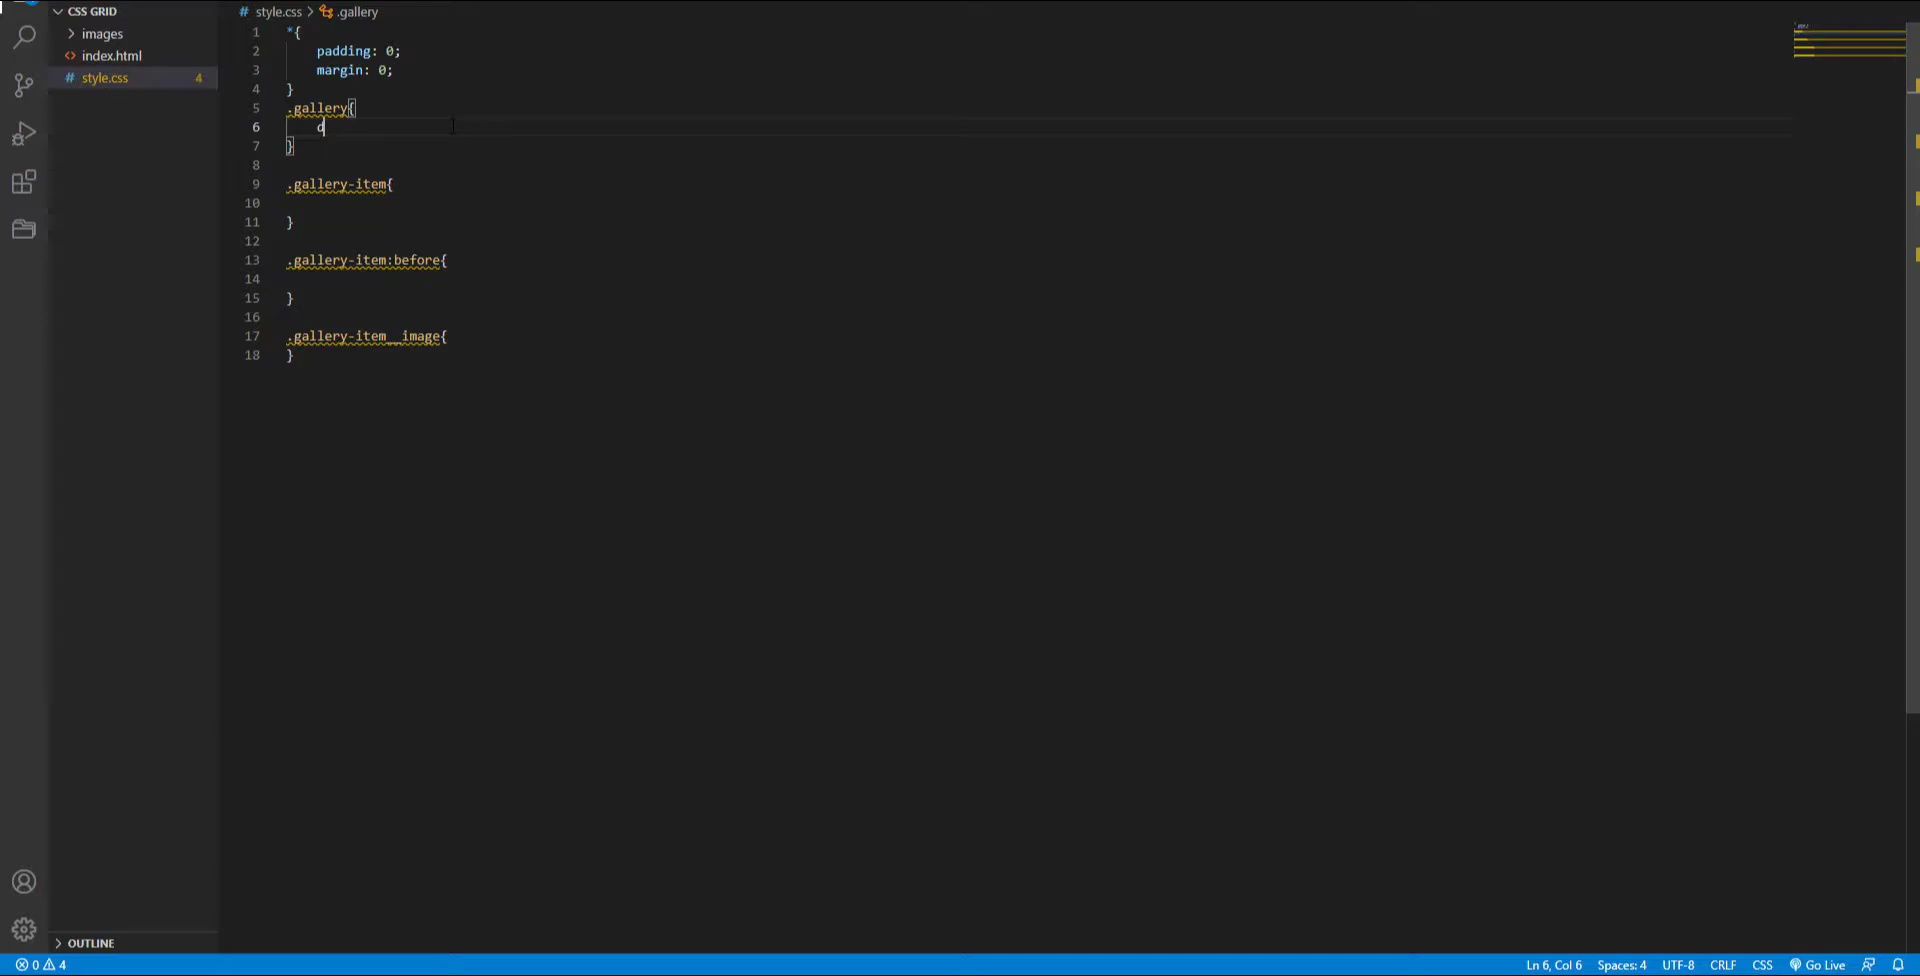 CSS GRID
images
index.html
# style.css 4
# style.css > .gallery
1 *{
2 padding: 0;
3 margin: 0;
4 }
5 .gallery{
6 d
7 }
8
9 .gallery-item{
10
11 }
12
13 .gallery-item:before{
14
15 }
16
17 .gallery-item__image{
18 }
OUTLINE
0 4
Ln 6, Col 6 Spaces: 4 UTF-8 CRLF CSS Go Live